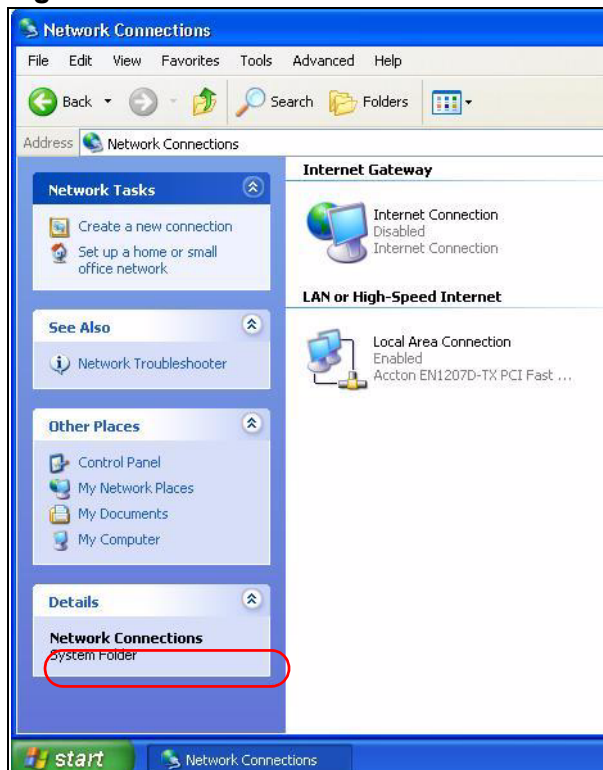 Network Connections
File Edit View Favorites Tools Advanced Help
Back Search Folders
Address Network Connections
Network Tasks
Create a new connection
Set up a home or small
office network
See Also
Network Troubleshooter
Other Places
Control Panel
My Network Places
My Documents
My Computer
Details
Network Connections
System Folder
Internet Gateway
Internet Connection
Disabled
Internet Connection
LAN or High-Speed Internet
Local Area Connection
Enabled
Accton EN1207D-TX PCI Fast ...
start Network Connections